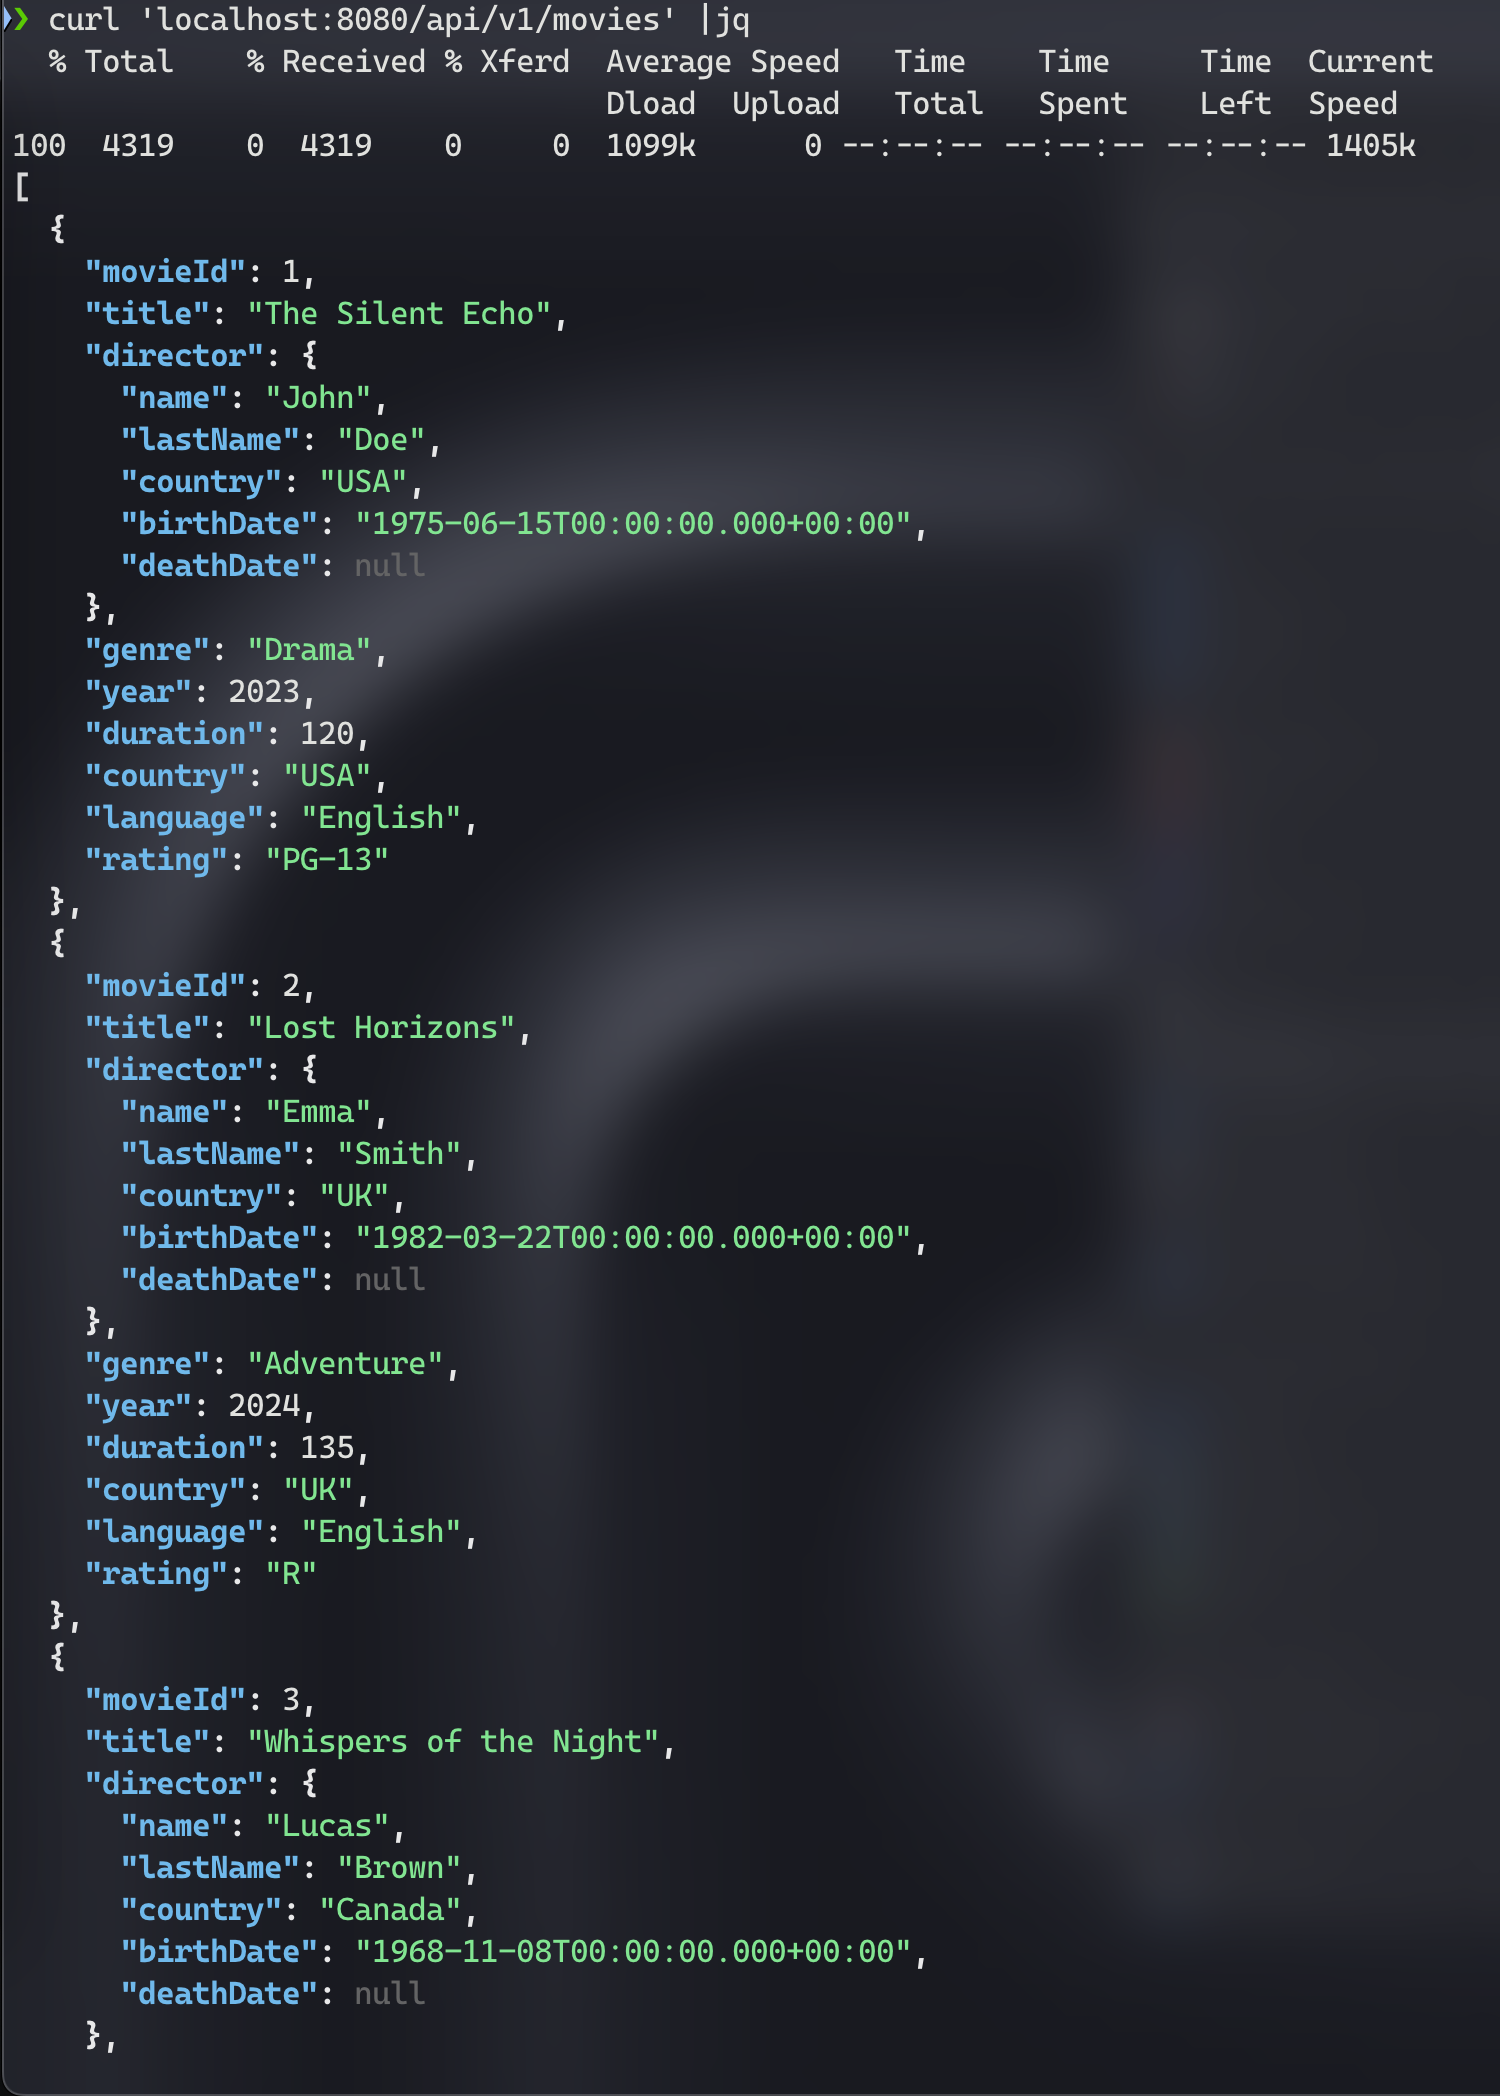 ❯ curl 'localhost:8080/api/v1/movies' |jq
  % Total    % Received % Xferd  Average Speed   Time    Time     Time  Current
                                 Dload  Upload   Total   Spent    Left  Speed
100  4319    0  4319    0     0  1099k      0 --:--:-- --:--:-- --:--:-- 1405k
[
  {
    "movieId": 1,
    "title": "The Silent Echo",
    "director": {
      "name": "John",
      "lastName": "Doe",
      "country": "USA",
      "birthDate": "1975-06-15T00:00:00.000+00:00",
      "deathDate": null
    },
    "genre": "Drama",
    "year": 2023,
    "duration": 120,
    "country": "USA",
    "language": "English",
    "rating": "PG-13"
  },
  {
    "movieId": 2,
    "title": "Lost Horizons",
    "director": {
      "name": "Emma",
      "lastName": "Smith",
      "country": "UK",
      "birthDate": "1982-03-22T00:00:00.000+00:00",
      "deathDate": null
    },
    "genre": "Adventure",
    "year": 2024,
    "duration": 135,
    "country": "UK",
    "language": "English",
    "rating": "R"
  },
  {
    "movieId": 3,
    "title": "Whispers of the Night",
    "director": {
      "name": "Lucas",
      "lastName": "Brown",
      "country": "Canada",
      "birthDate": "1968-11-08T00:00:00.000+00:00",
      "deathDate": null
    },